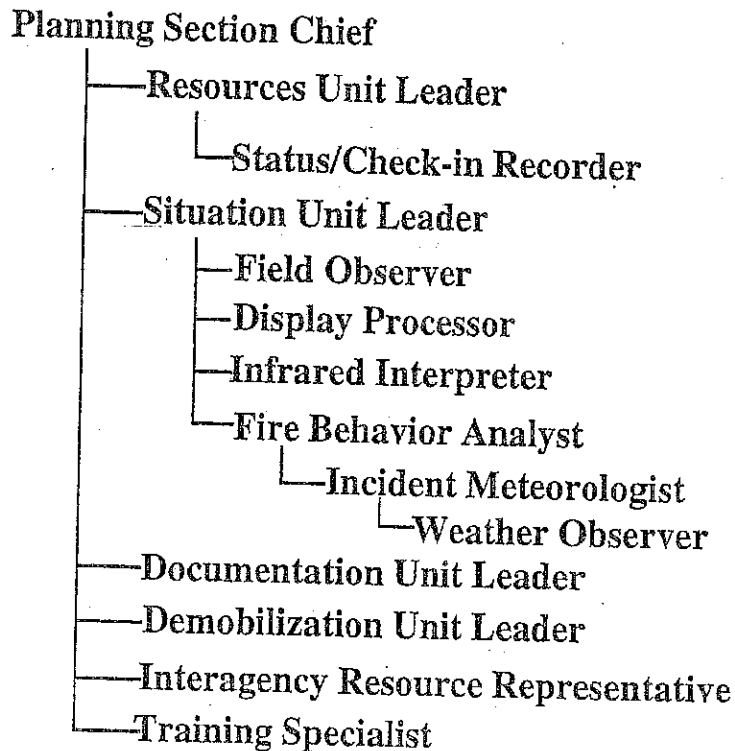 Planning Section Chief
Resources Unit Leader
Status/Check-in Recorder
Situation Unit Leader
Field Observer
Display Processor
Infrared Interpreter
Fire Behavior Analyst
Incident Meteorologist
Weather Observer
Documentation Unit Leader
Demobilization Unit Leader
Interagency Resource Representative
Training Specialist